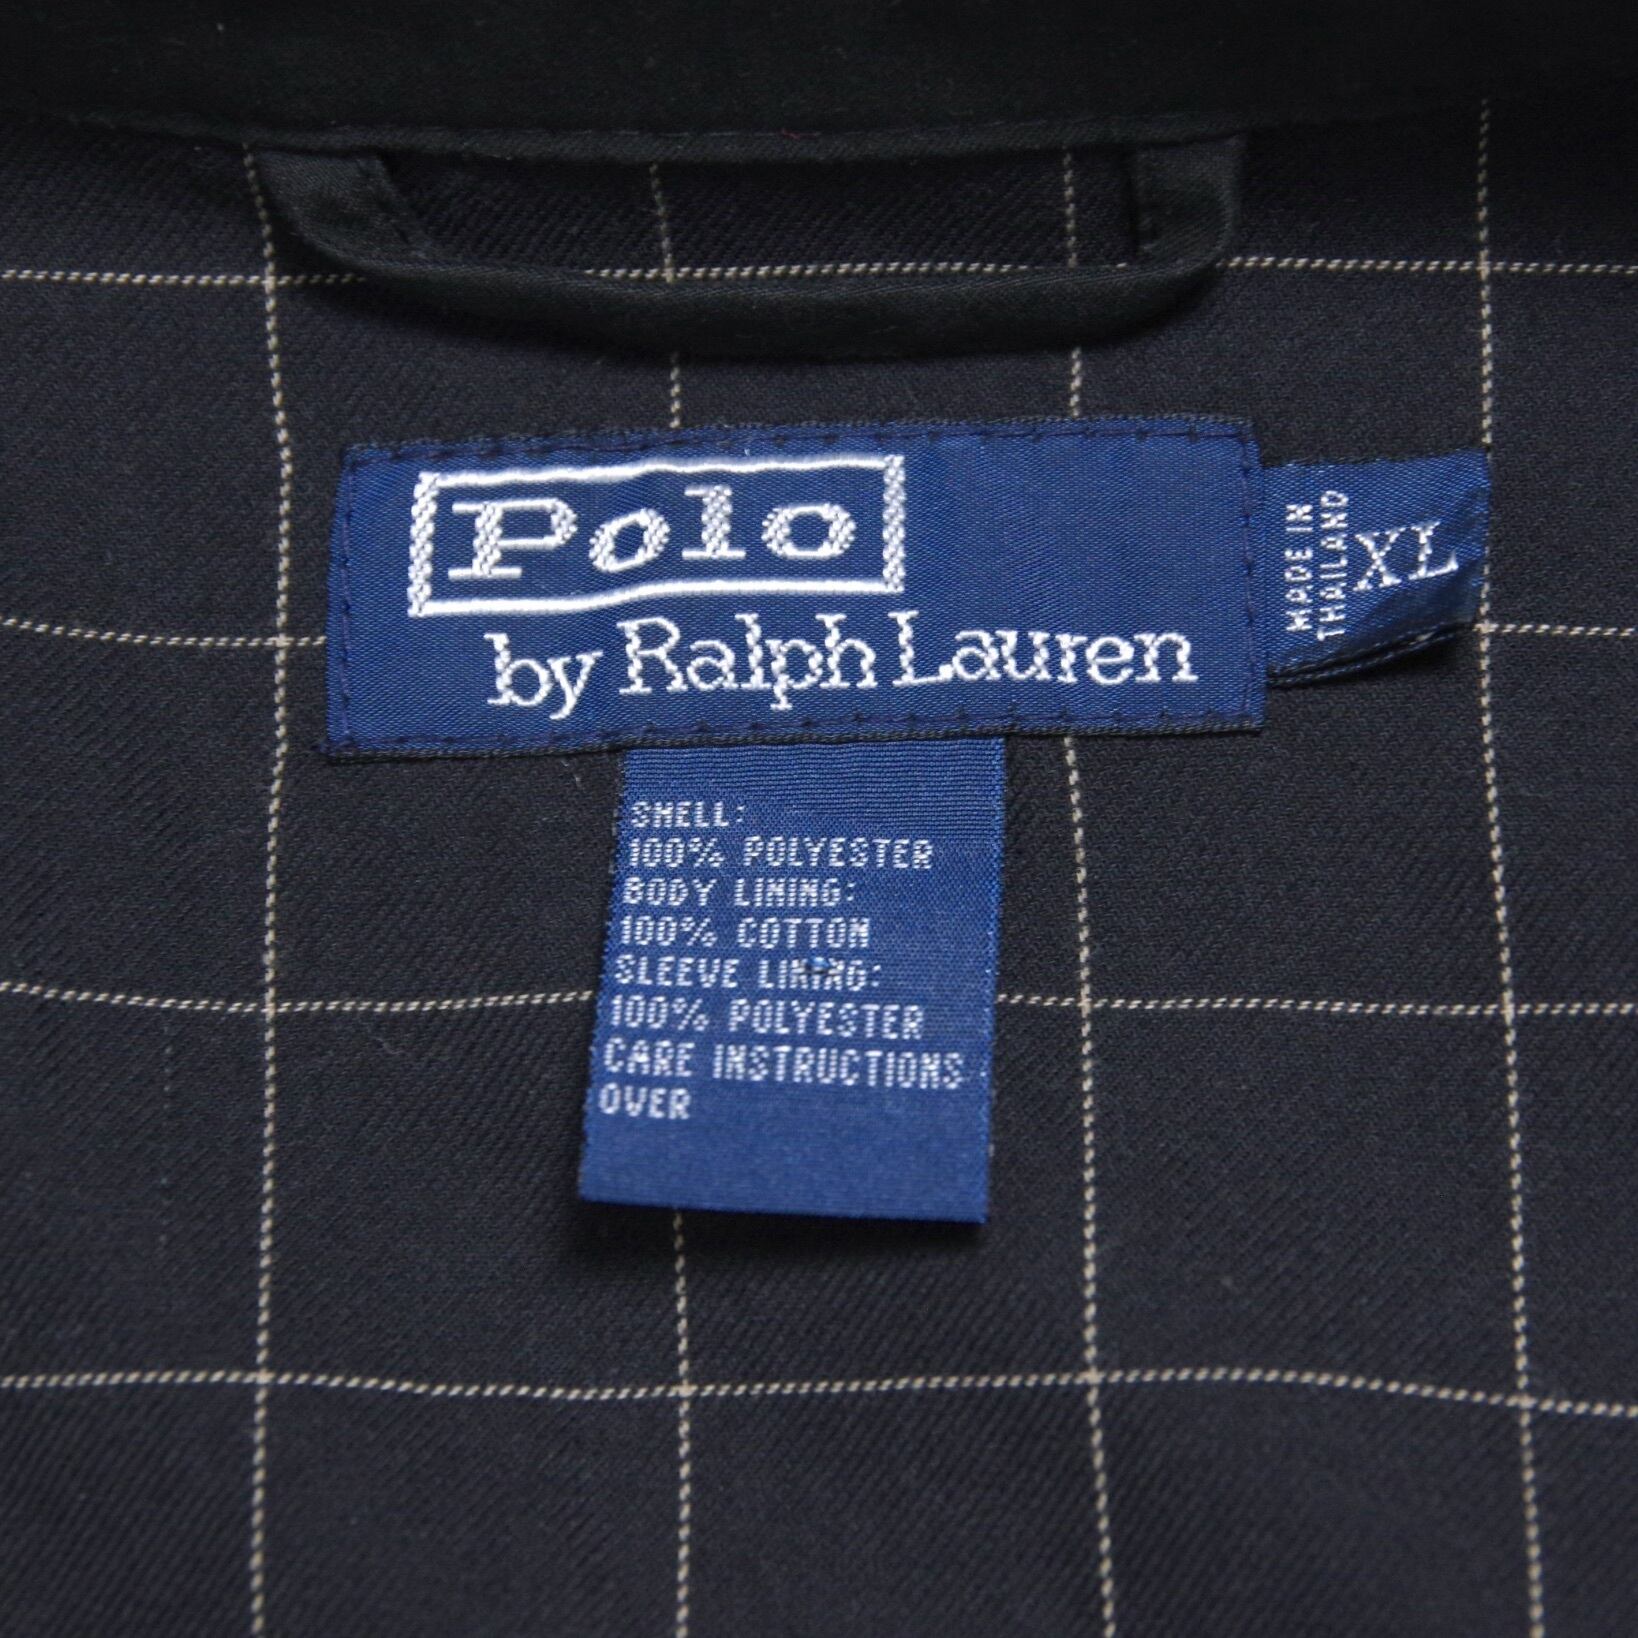 Polo
by Ralph Lauren
MADE IN
THAILAND
XL
SHELL:
100% POLYESTER
BODY LINING:
100% COTTON
SLEEVE LINING:
100% POLYESTER
CARE INSTRUCTIONS
OVER